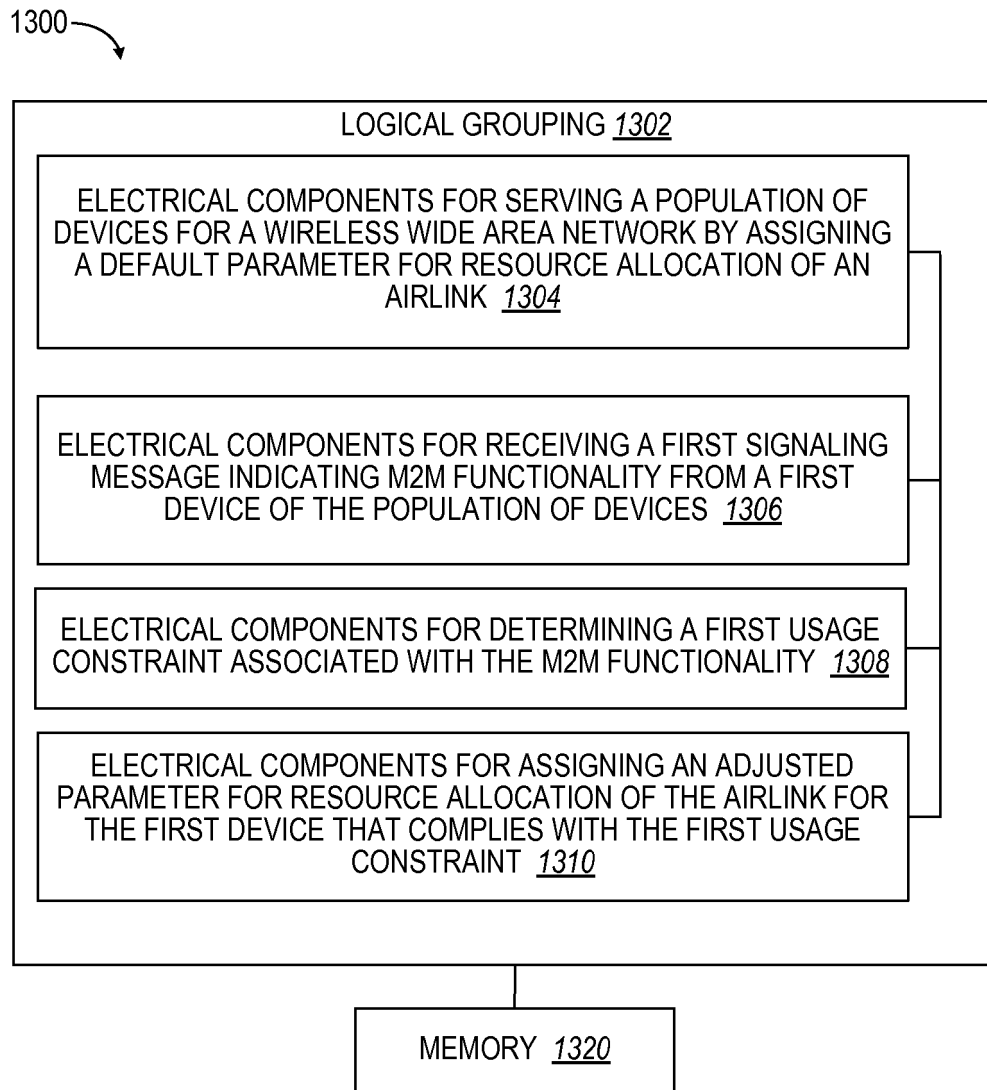 1300
LOGICAL GROUPING 1302
ELECTRICAL COMPONENTS FOR SERVING A POPULATION OF
DEVICES FOR A WIRELESS WIDE AREA NETWORK BY ASSIGNING
A DEFAULT PARAMETER FOR RESOURCE ALLOCATION OF AN
AIRLINK 1304
ELECTRICAL COMPONENTS FOR RECEIVING A FIRST SIGNALING
MESSAGE INDICATING M2M FUNCTIONALITY FROM A FIRST
DEVICE OF THE POPULATION OF DEVICES 1306
ELECTRICAL COMPONENTS FOR DETERMINING A FIRST USAGE
CONSTRAINT ASSOCIATED WITH THE M2M FUNCTIONALITY 1308
ELECTRICAL COMPONENTS FOR ASSIGNING AN ADJUSTED
PARAMETER FOR RESOURCE ALLOCATION OF THE AIRLINK FOR
THE FIRST DEVICE THAT COMPLIES WITH THE FIRST USAGE
CONSTRAINT 1310
MEMORY 1320